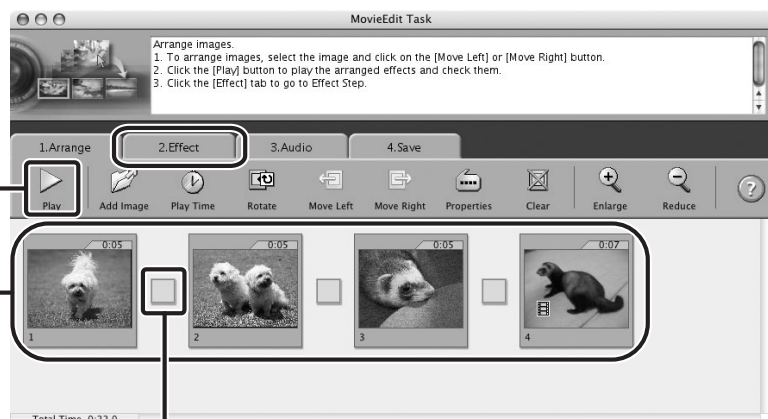 MovieEdit Task
Arrange images.
1. To arrange images, select the image and click on the [Move Left] or [Move Right] button.
2. Click the [Play] button to play the arranged effects and check them.
3. Click the [Effect] tab to go to Effect Step.
1.Arrange 2.Effect 3.Audio 4.Save
Play Add Image Play Time Rotate Move Left Move Right Properties Clear Enlarge Reduce ?
0:05 0:05 0:05 0:07
1 2 3 4